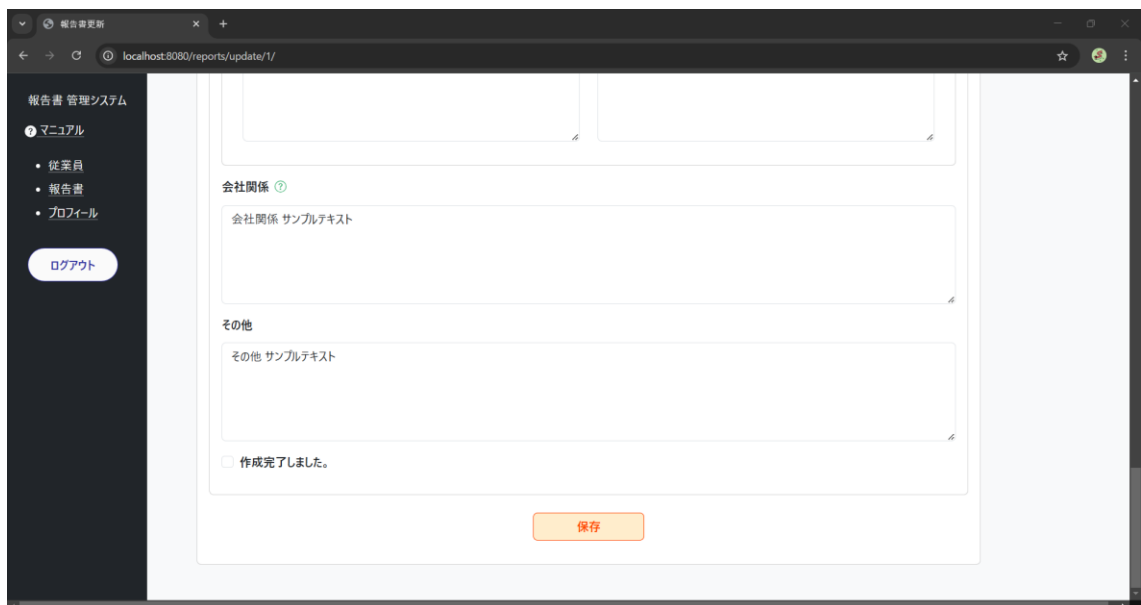 報告書更新
localhost:8080/reports/update/1/
報告書 管理システム
マニュアル
従業員
報告書
プロフィール
ログアウト
会社関係
会社関係 サンプルテキスト
その他
その他 サンプルテキスト
作成完了しました。
保存